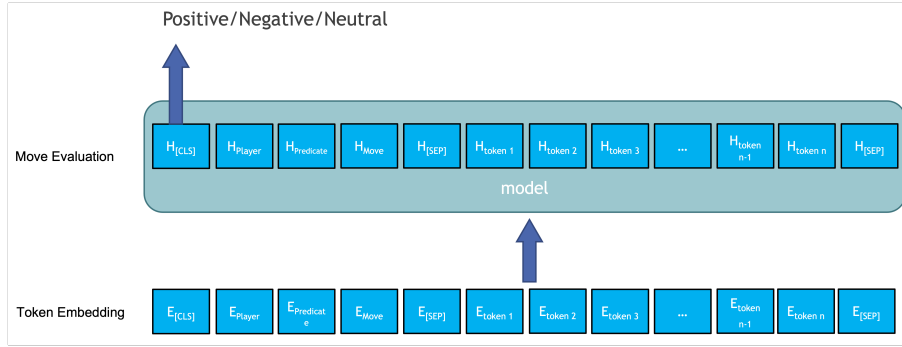 Positive/Negative/Neutral
Move Evaluation
H[CLS] HPlayer HPredicate HMove H[SEP] Htoken 1 Htoken 2 Htoken 3 ... Htoken n-1 Htoken n H[SEP]
model
Token Embedding
E[CLS] EPlayer EPredicate EMove E[SEP] Etoken 1 Etoken 2 Etoken 3 ... Etoken n-1 Etoken n E[SEP]